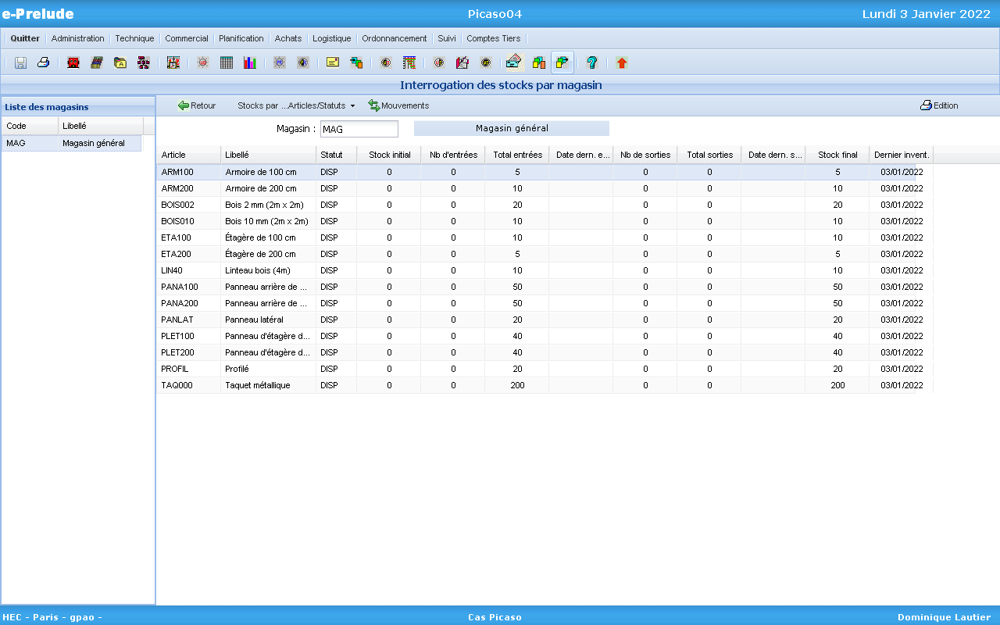 e-Prelude Picaso04 Lundi 3 Janvier 2022
Quitter Administration Technique Commercial Planification Achats Logistique Ordonnancement Suivi Comptes Tiers
Interrogation des stocks par magasin
Liste des magasins
Code Libellé
MAG Magasin général
Retour Stocks par ...Articles/Statuts Mouvements Edition
Magasin : MAG Magasin général
Article Libellé Statut Stock initial Nb d'entrées Total entrées Date dern. e... Nb de sorties Total sorties Date dern. s... Stock final Dernier invent.
ARM100 Armoire de 100 cm DISP 0 0 5 0 0 5 03/01/2022
ARM200 Armoire de 200 cm DISP 0 0 10 0 0 10 03/01/2022
BOIS002 Bois 2 mm (2m x 2m) DISP 0 0 20 0 0 20 03/01/2022
BOIS010 Bois 10 mm (2m x 2m) DISP 0 0 10 0 0 10 03/01/2022
ETA100 Étagère de 100 cm DISP 0 0 10 0 0 10 03/01/2022
ETA200 Étagère de 200 cm DISP 0 0 5 0 0 5 03/01/2022
LIN40 Linteau bois (4m) DISP 0 0 10 0 0 10 03/01/2022
PANA100 Panneau arrière de ... DISP 0 0 50 0 0 50 03/01/2022
PANA200 Panneau arrière de ... DISP 0 0 50 0 0 50 03/01/2022
PANLAT Panneau latéral DISP 0 0 20 0 0 20 03/01/2022
PLET100 Panneau d'étagère d... DISP 0 0 40 0 0 40 03/01/2022
PLET200 Panneau d'étagère d... DISP 0 0 40 0 0 40 03/01/2022
PROFIL Profilé DISP 0 0 20 0 0 20 03/01/2022
TAQ000 Taquet métallique DISP 0 0 200 0 0 200 03/01/2022
HEC - Paris - gpao - Cas Picaso Dominique Lautier